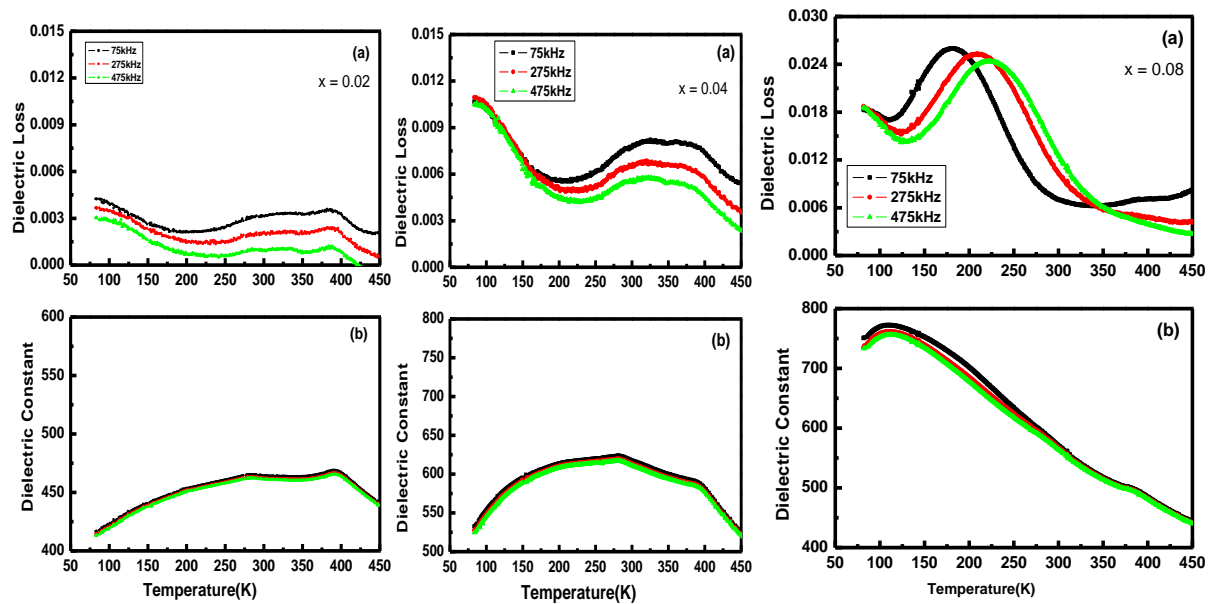 (a)
75kHz
275kHz
475kHz
x = 0.02
0.015
0.012
0.009
0.006
0.003
0.000
Dielectric Loss
50 100 150 200 250 300 350 400 450
(b)
600
550
500
450
400
Dielectric Constant
50 100 150 200 250 300 350 400 450
Temperature(K)
(a)
75kHz
275kHz
475kHz
x = 0.04
0.015
0.012
0.009
0.006
0.003
0.000
Dielectric Loss
50 100 150 200 250 300 350 400 450
(b)
800
750
700
650
600
550
500
Dielectric Constant
50 100 150 200 250 300 350 400 450
Temperature(K)
(a)
x = 0.08
75kHz
275kHz
475kHz
0.030
0.024
0.018
0.012
0.006
0.000
Dielectric Loss
50 100 150 200 250 300 350 400 450
(b)
800
700
600
500
400
Dielectric Constant
50 100 150 200 250 300 350 400 450
Temperature(K)